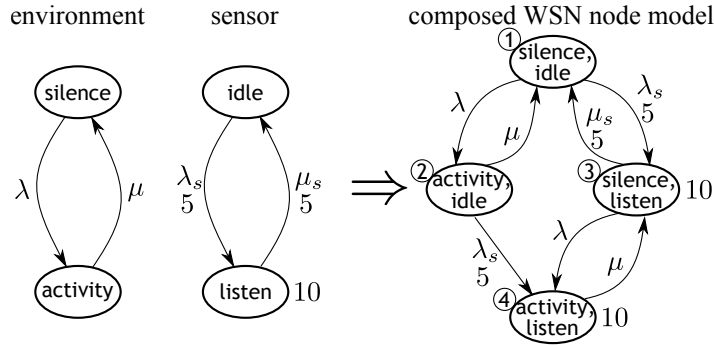 environment
sensor
composed WSN node model
silence
activity
λ
μ
idle
listen
λₛ
5
μₛ
5
10
⇒
①
silence,
idle
λ
μ
λₛ
5
μₛ
5
②
activity,
idle
③
silence,
listen
10
λₛ
5
λ
μ
④
activity,
listen
10